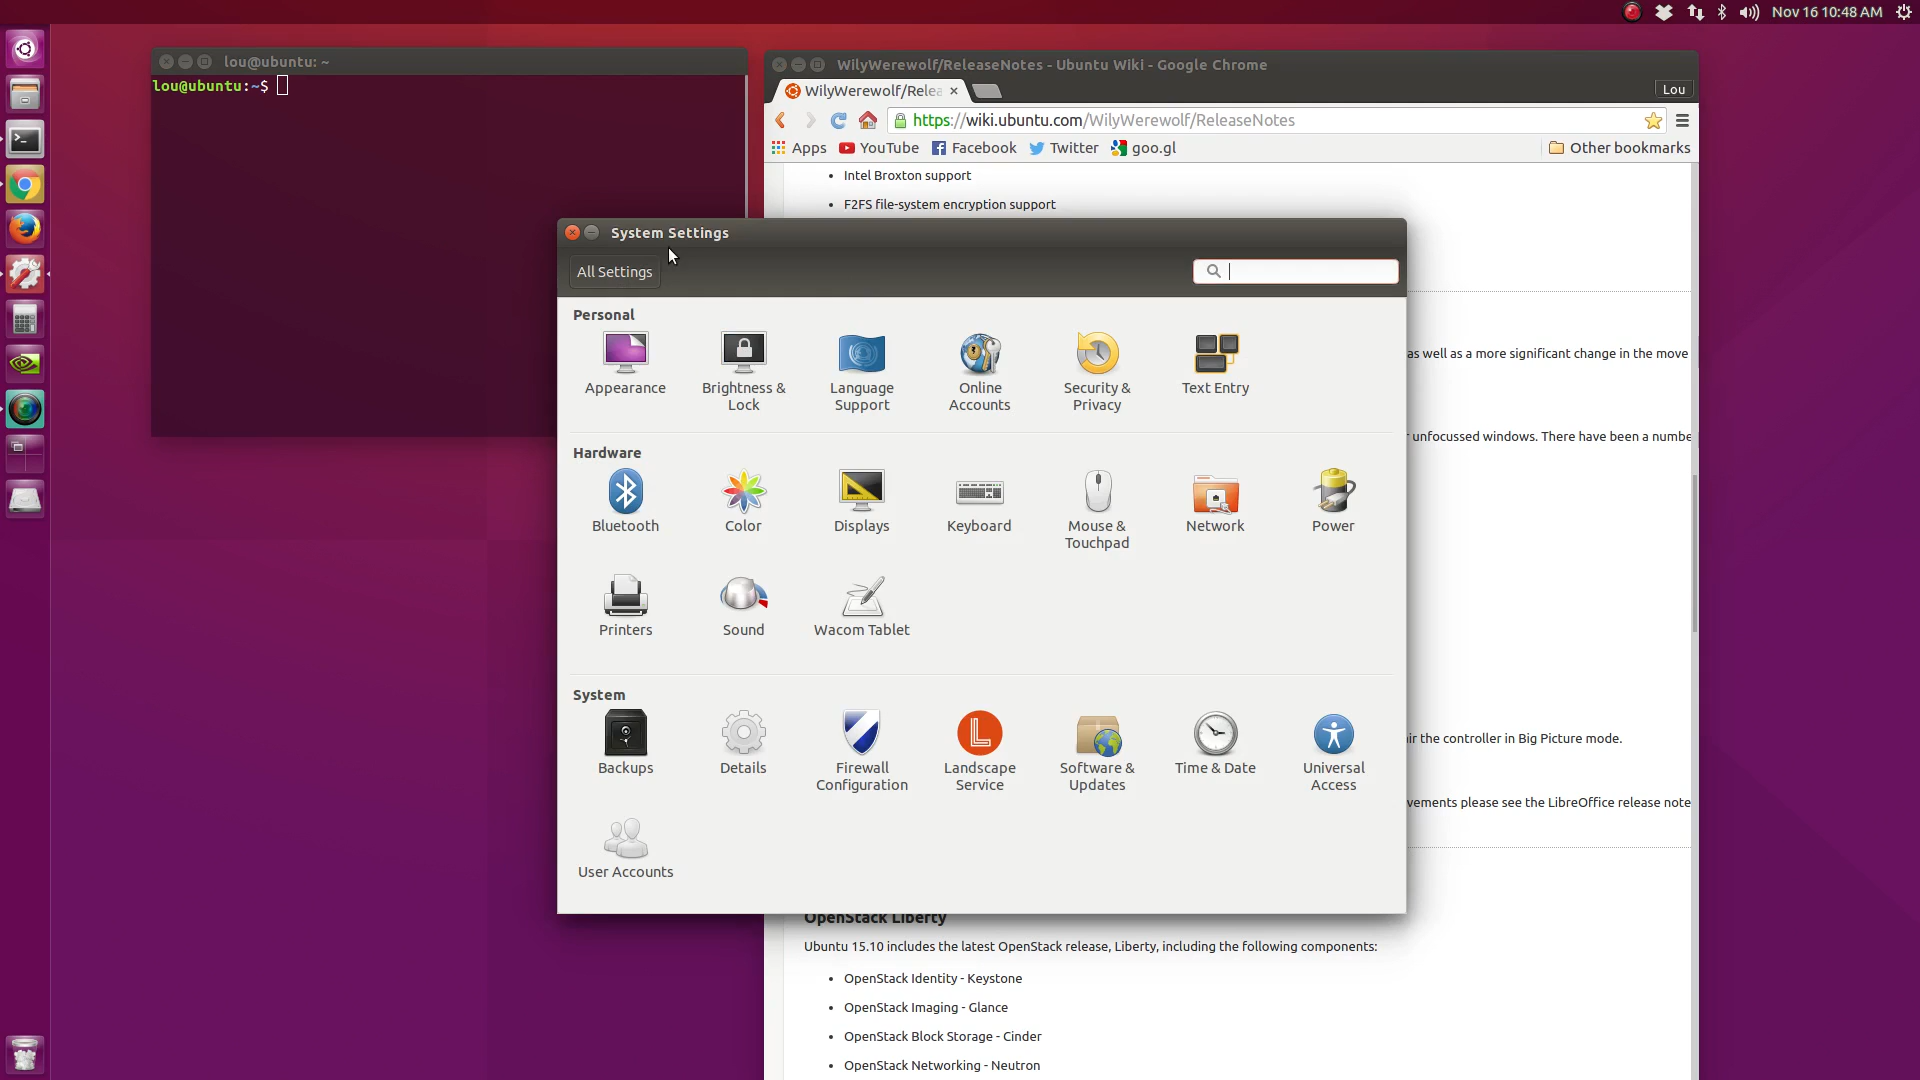 Nov 16 10:48 AM
lou@ubuntu: ~
lou@ubuntu:~$
WilyWerewolf/ReleaseNotes - Ubuntu Wiki - Google Chrome
WilyWerewolf/Relea
Lou
https://wiki.ubuntu.com/WilyWerewolf/ReleaseNotes
Apps
YouTube
Facebook
Twitter
goo.gl
Other bookmarks
• Intel Broxton support
• F2FS file-system encryption support
System Settings
All Settings
Personal
Appearance
Brightness &
Lock
Language
Support
Online
Accounts
Security &
Privacy
Text Entry
Hardware
Bluetooth
Color
Displays
Keyboard
Mouse &
Touchpad
Network
Power
Printers
Sound
Wacom Tablet
System
Backups
Details
Firewall
Configuration
Landscape
Service
Software &
Updates
Time & Date
Universal
Access
User Accounts
as well as a more significant change in the move
unfocussed windows. There have been a numbe
ir the controller in Big Picture mode.
vements please see the LibreOffice release note
OpenStack Liberty
Ubuntu 15.10 includes the latest OpenStack release, Liberty, including the following components:
• OpenStack Identity - Keystone
• OpenStack Imaging - Glance
• OpenStack Block Storage - Cinder
• OpenStack Networking - Neutron